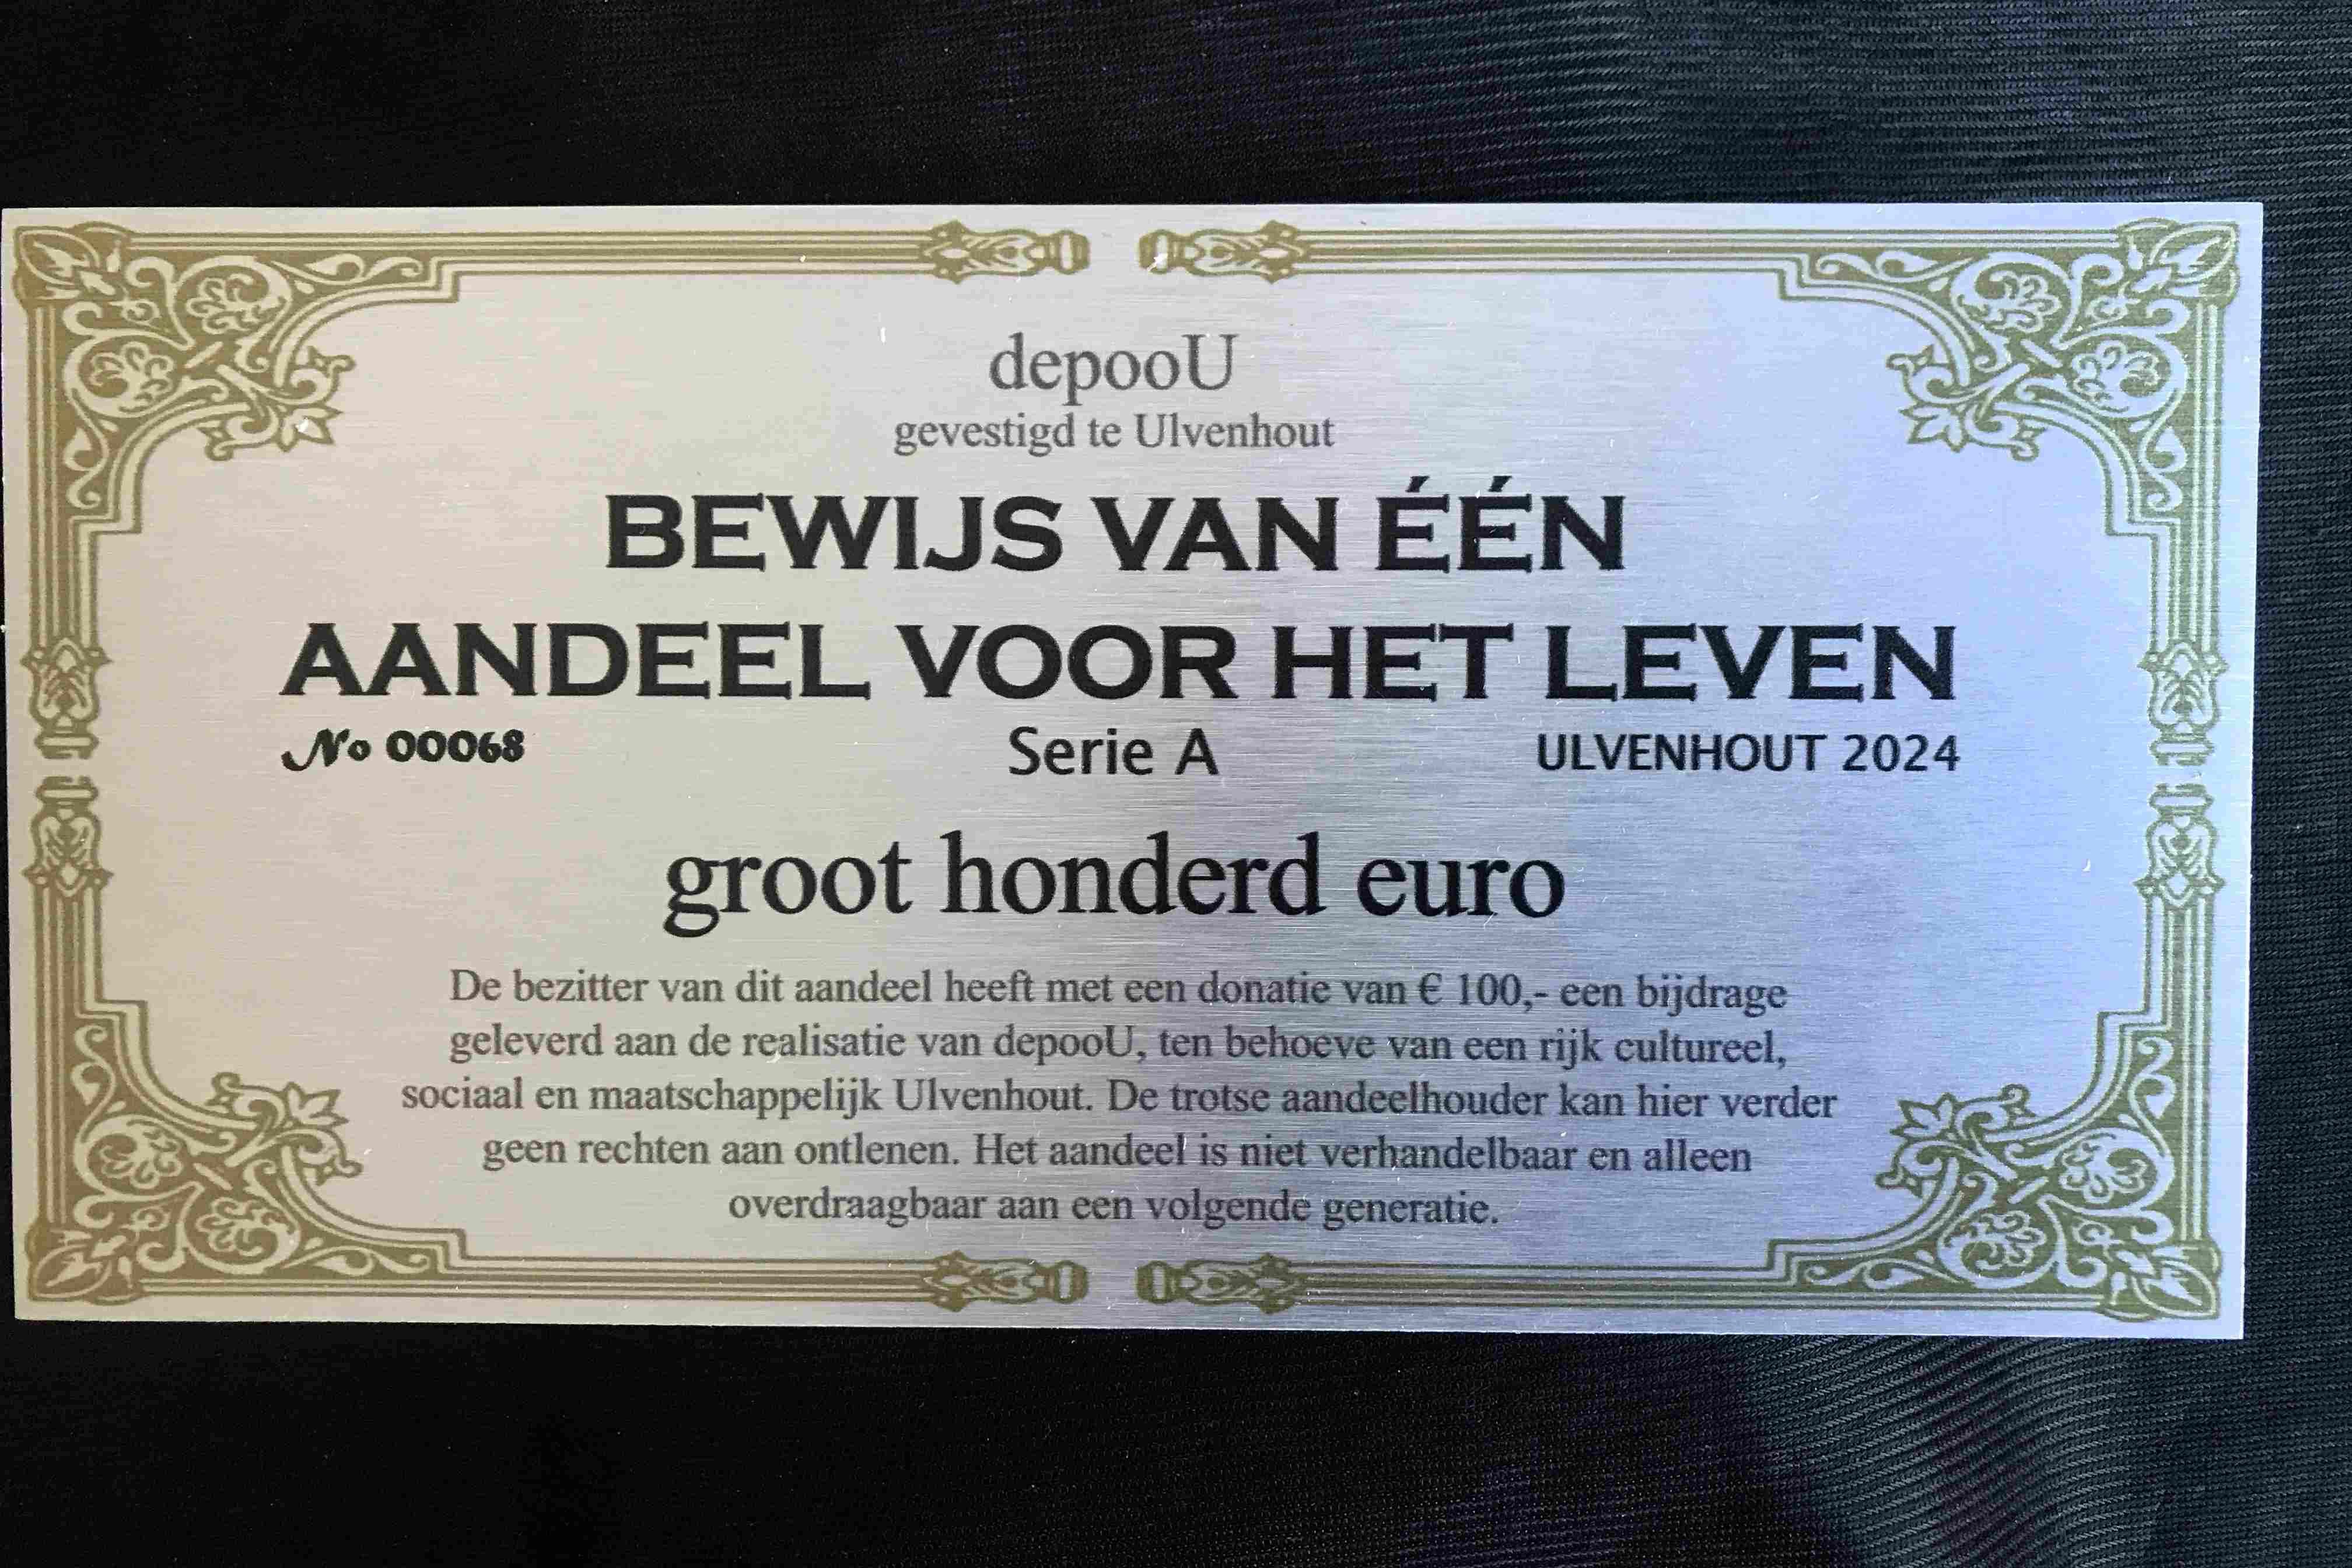 depooU
gevestigd te Ulvenhout
BEWIJS VAN ÉÉN
AANDEEL VOOR HET LEVEN
No 00068 Serie A ULVENHOUT 2024
groot honderd euro
De bezitter van dit aandeel heeft met een donatie van € 100,- een bijdrage
geleverd aan de realisatie van depooU, ten behoeve van een rijk cultureel,
sociaal en maatschappelijk Ulvenhout. De trotse aandeelhouder kan hier verder
geen rechten aan ontlenen. Het aandeel is niet verhandelbaar en alleen
overdraagbaar aan een volgende generatie.